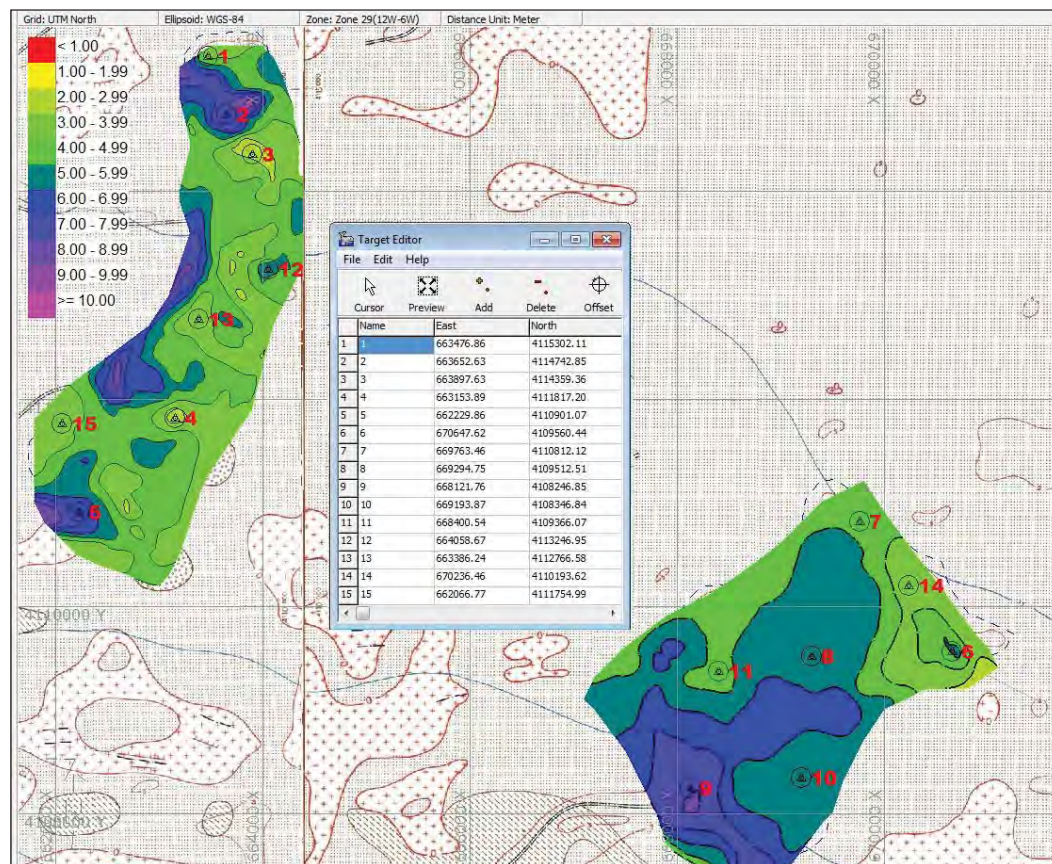 Grid: UTM North Ellipsoid: WGS-84 Zone: Zone 29(12W-6W) Distance Unit: Meter
< 1.00
1.00 - 1.99
2.00 - 2.99
3.00 - 3.99
4.00 - 4.99
5.00 - 5.99
6.00 - 6.99
7.00 - 7.99
8.00 - 8.99
9.00 - 9.99
>= 10.00
1
2
3
12
13
4
15
668000 X
670000 X
Target Editor
File Edit Help
Cursor Preview Add Delete Offset
Name East North
1 1 663476.86 4115302.11
2 2 663652.63 4114742.85
3 3 663897.63 4114359.36
4 4 663153.89 4111817.20
5 5 662229.86 4110901.07
6 6 670647.62 4109560.44
7 7 669763.46 4110812.12
8 8 669294.75 4109512.51
9 9 668121.76 4108246.85
10 10 669193.87 4108346.84
11 11 668400.54 4109366.07
12 12 664058.67 4113246.95
13 13 663386.24 4112766.58
14 14 670236.46 4110193.62
15 15 662066.77 4111754.99
7
14
6
8
11
10
9
4110000 Y